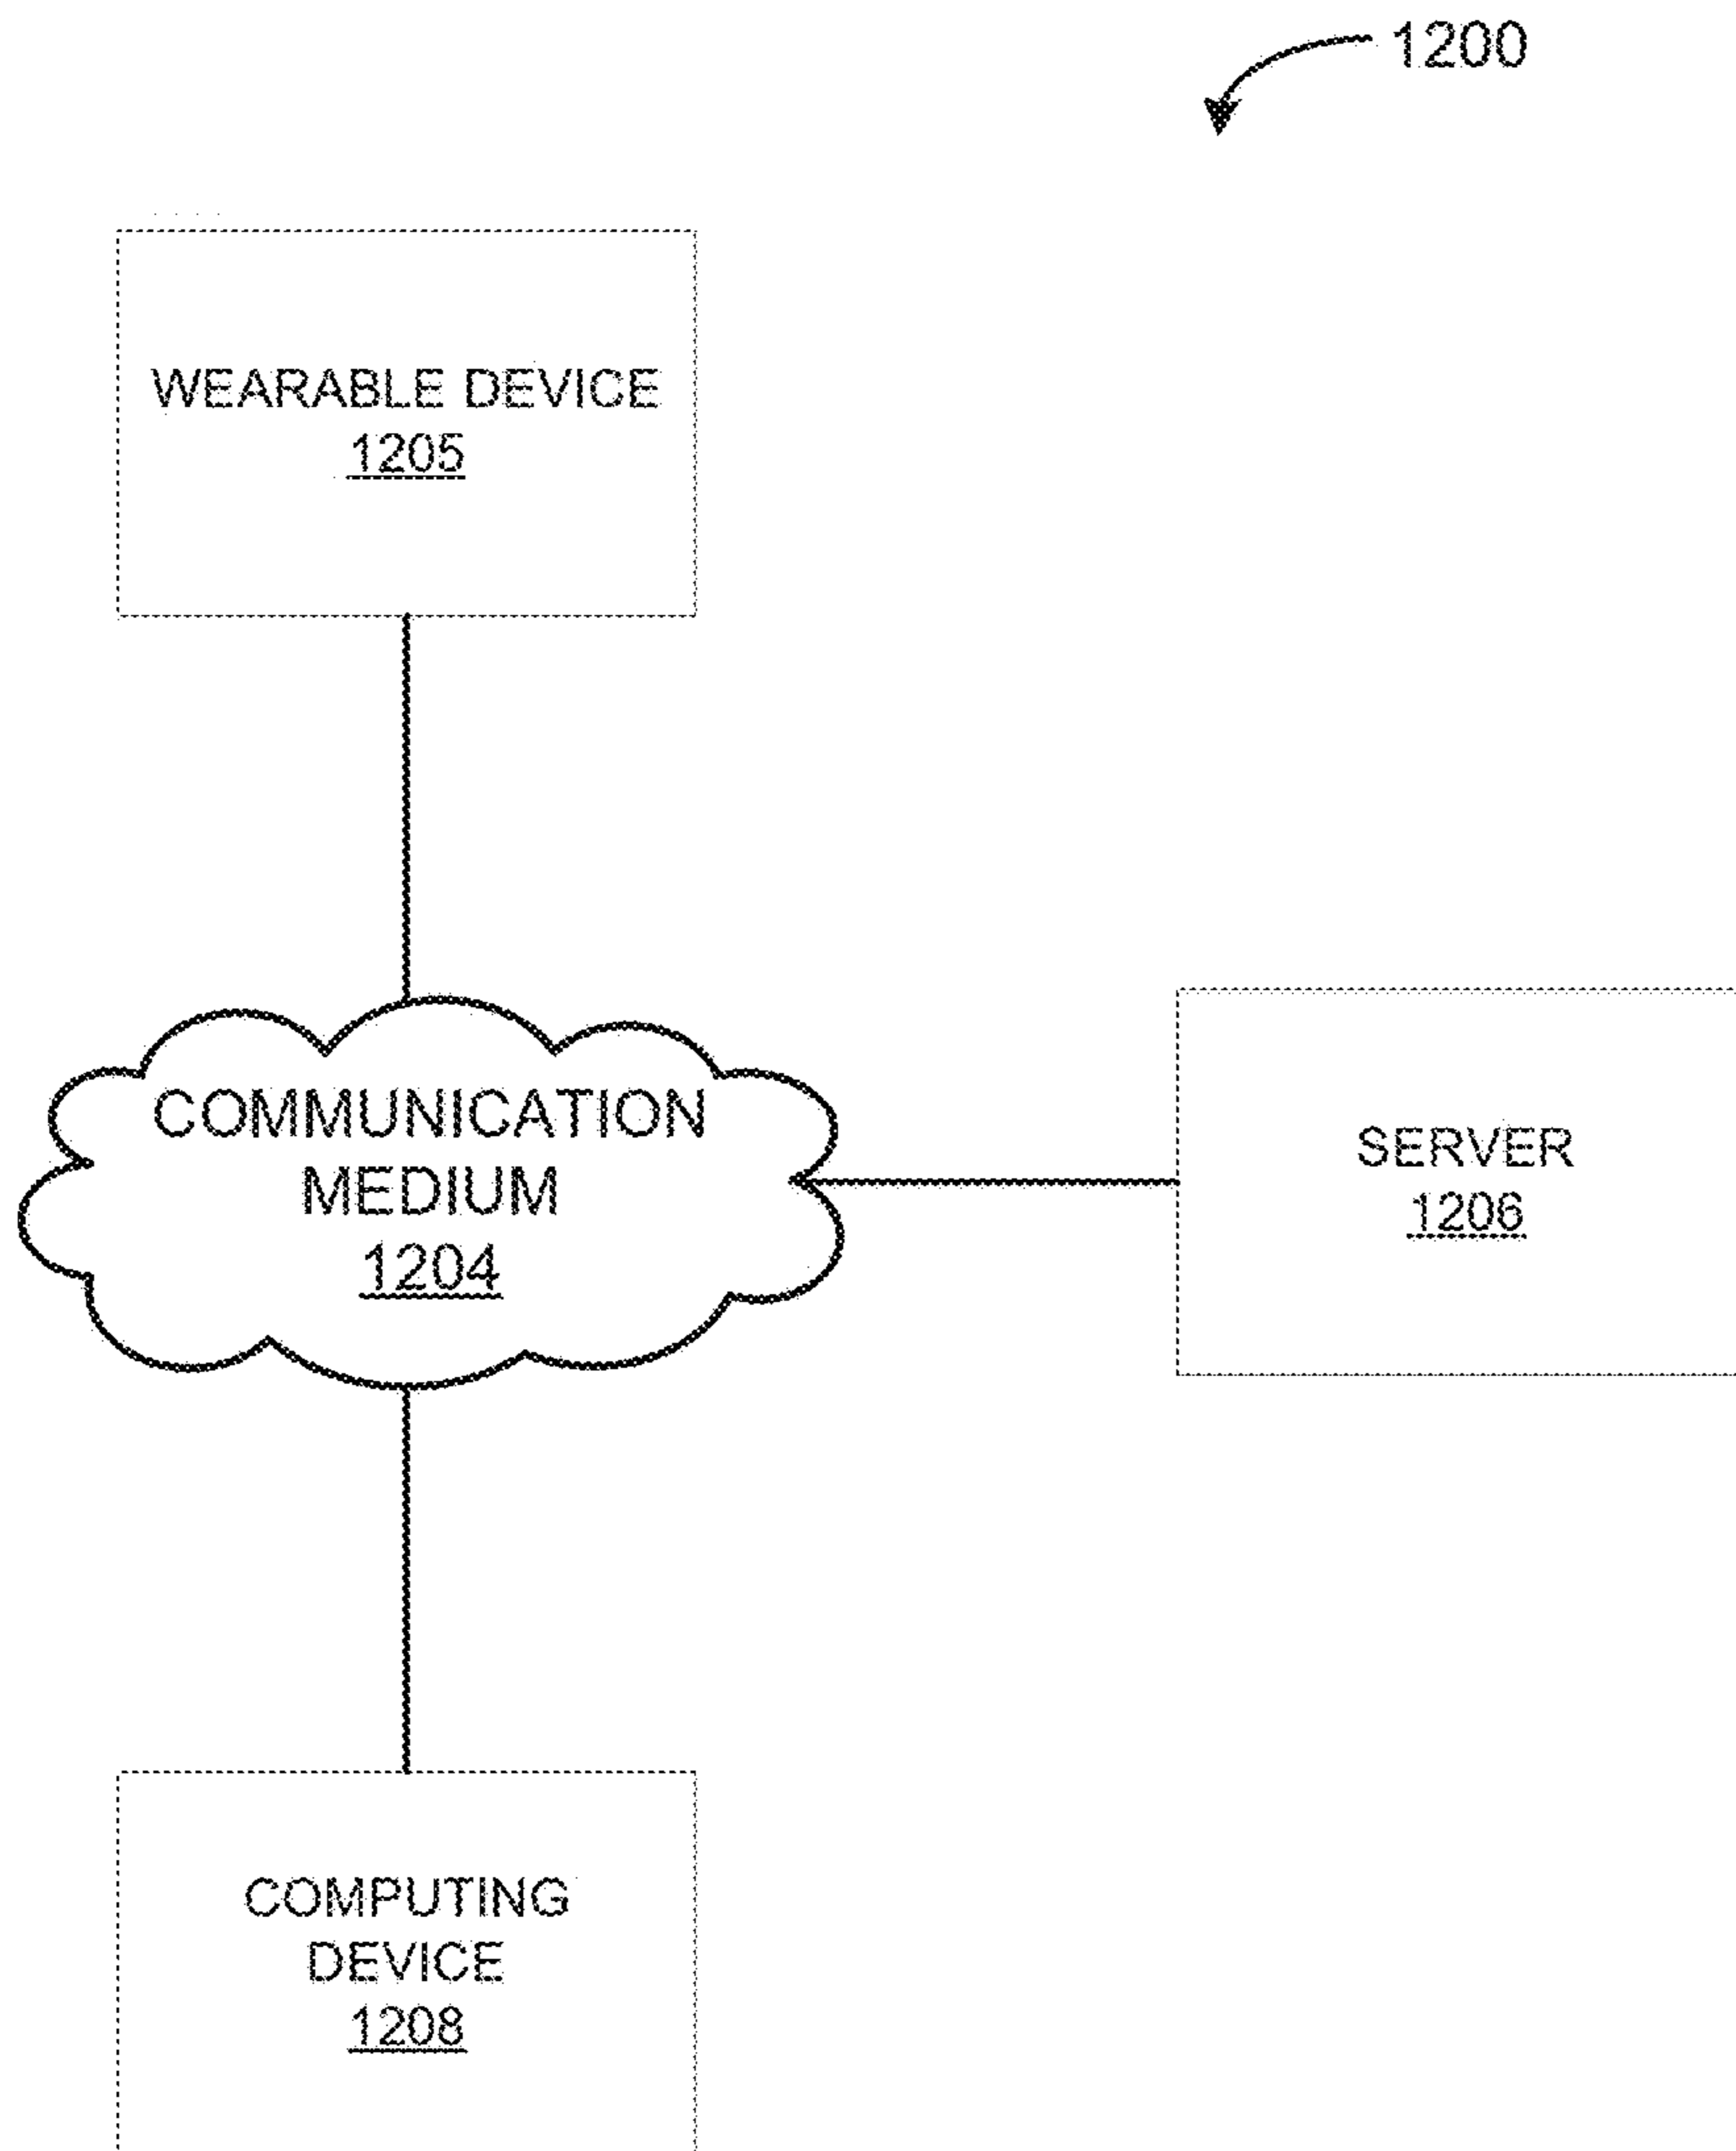 1200
WEARABLE DEVICE
1205
COMMUNICATION
MEDIUM
1204
SERVER
1206
COMPUTING
DEVICE
1208